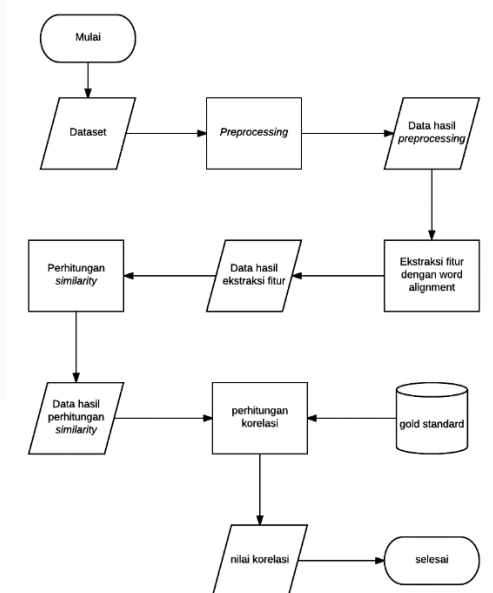 Mulai
Dataset
Preprocessing
Data hasil
preprocessing
Ekstraksi fitur
dengan word
alignment
Data hasil
ekstraksi fitur
Perhitungan
similarity
Data hasil
perhitungan
similarity
perhitungan
korelasi
gold standard
nilai korelasi
selesai